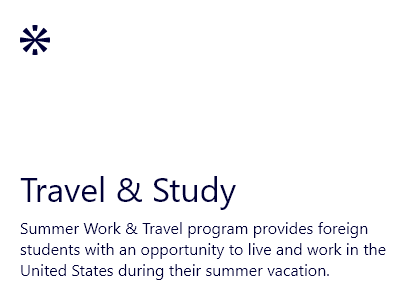 Travel & Study
Summer Work & Travel program provides foreign
students with an opportunity to live and work in the
United States during their summer vacation.